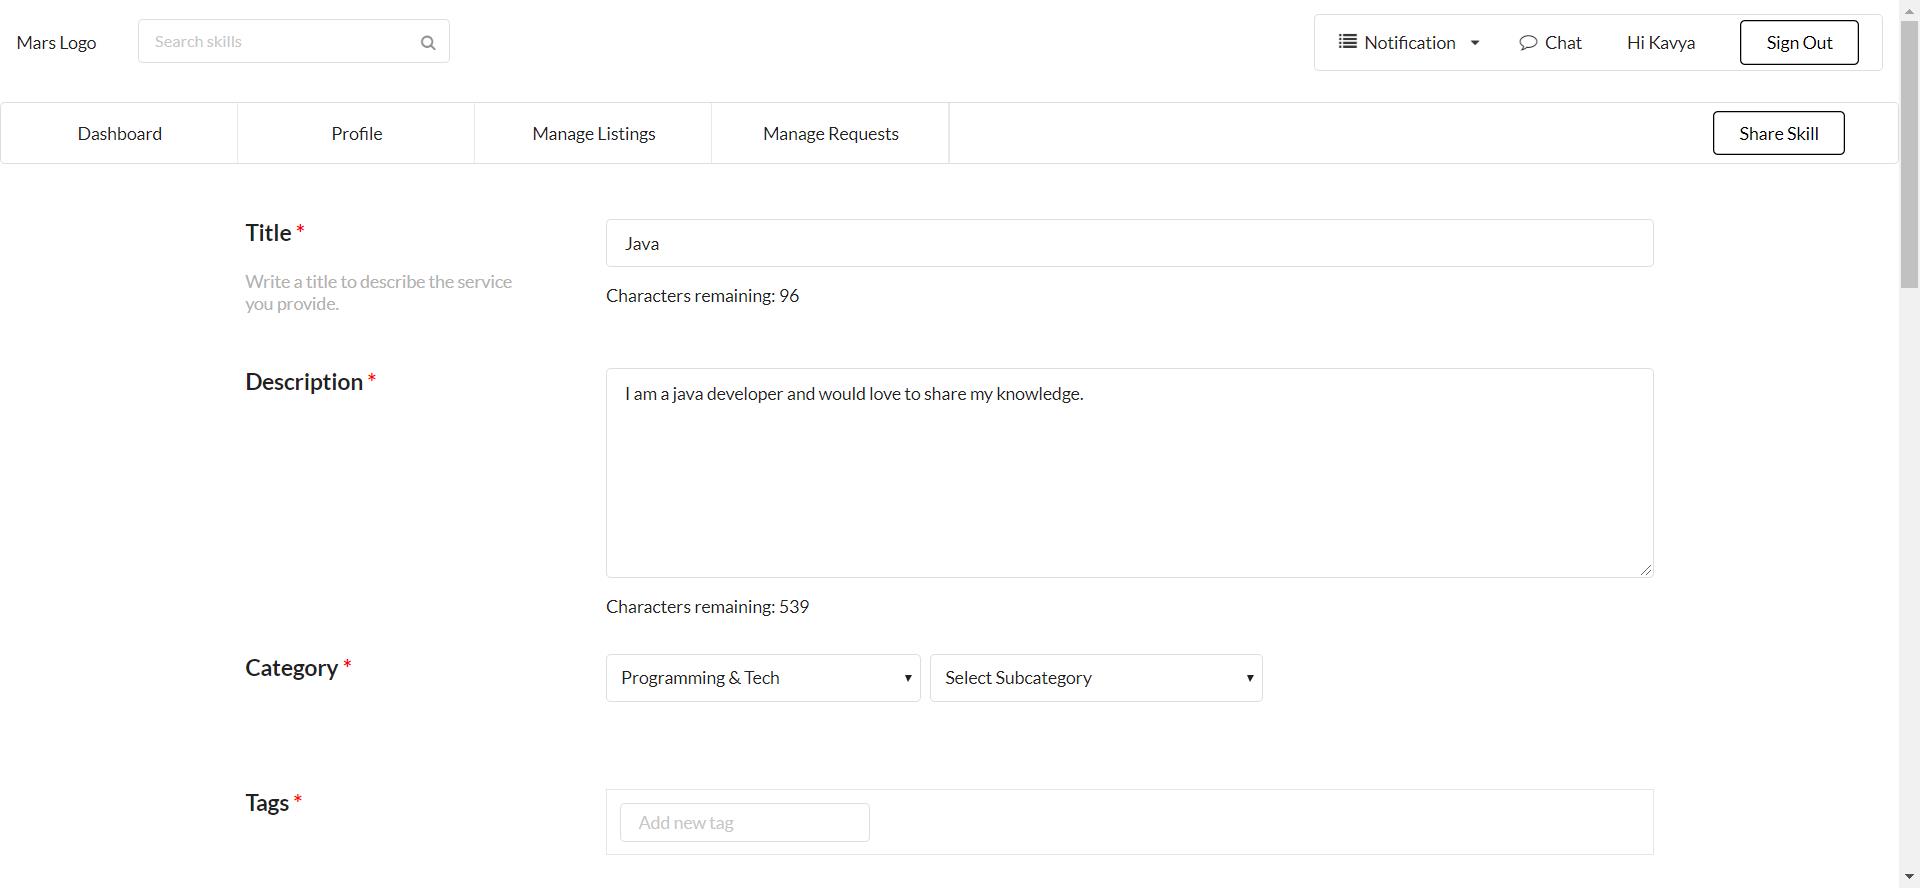 Mars Logo
Search skills
Notification
Chat
Hi Kavya
Sign Out
Dashboard
Profile
Manage Listings
Manage Requests
Share Skill
Title *
Write a title to describe the service
you provide.
Java
Characters remaining: 96
Description *
I am a java developer and would love to share my knowledge.
Characters remaining: 539
Category *
Programming & Tech
Select Subcategory
Tags *
Add new tag